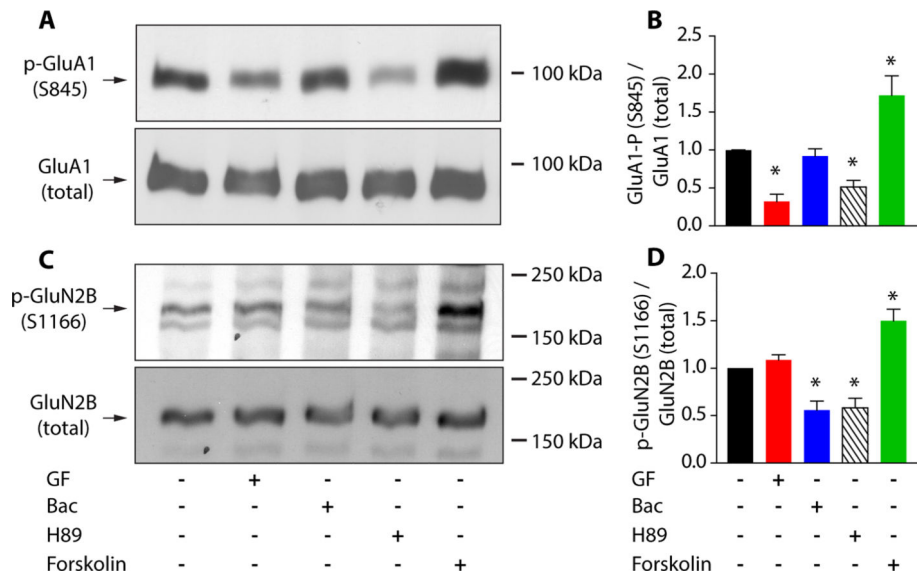 A
p-GluA1
(S845)
100 kDa
GluA1
(total)
100 kDa
B
GluA1-P (S845) /
GluA1 (total)
2.5
2.0
1.5
1.0
0.5
0.0
*
*
*
C
p-GluN2B
(S1166)
250 kDa
150 kDa
GluN2B
(total)
250 kDa
150 kDa
GF - + - - -
Bac - - + - -
H89 - - - + -
Forskolin - - - - +
D
p-GluN2B (S1166) /
GluN2B (total)
2.0
1.5
1.0
0.5
0.0
*
*
*
GF - + - - -
Bac - - + - -
H89 - - - + -
Forskolin - - - - +